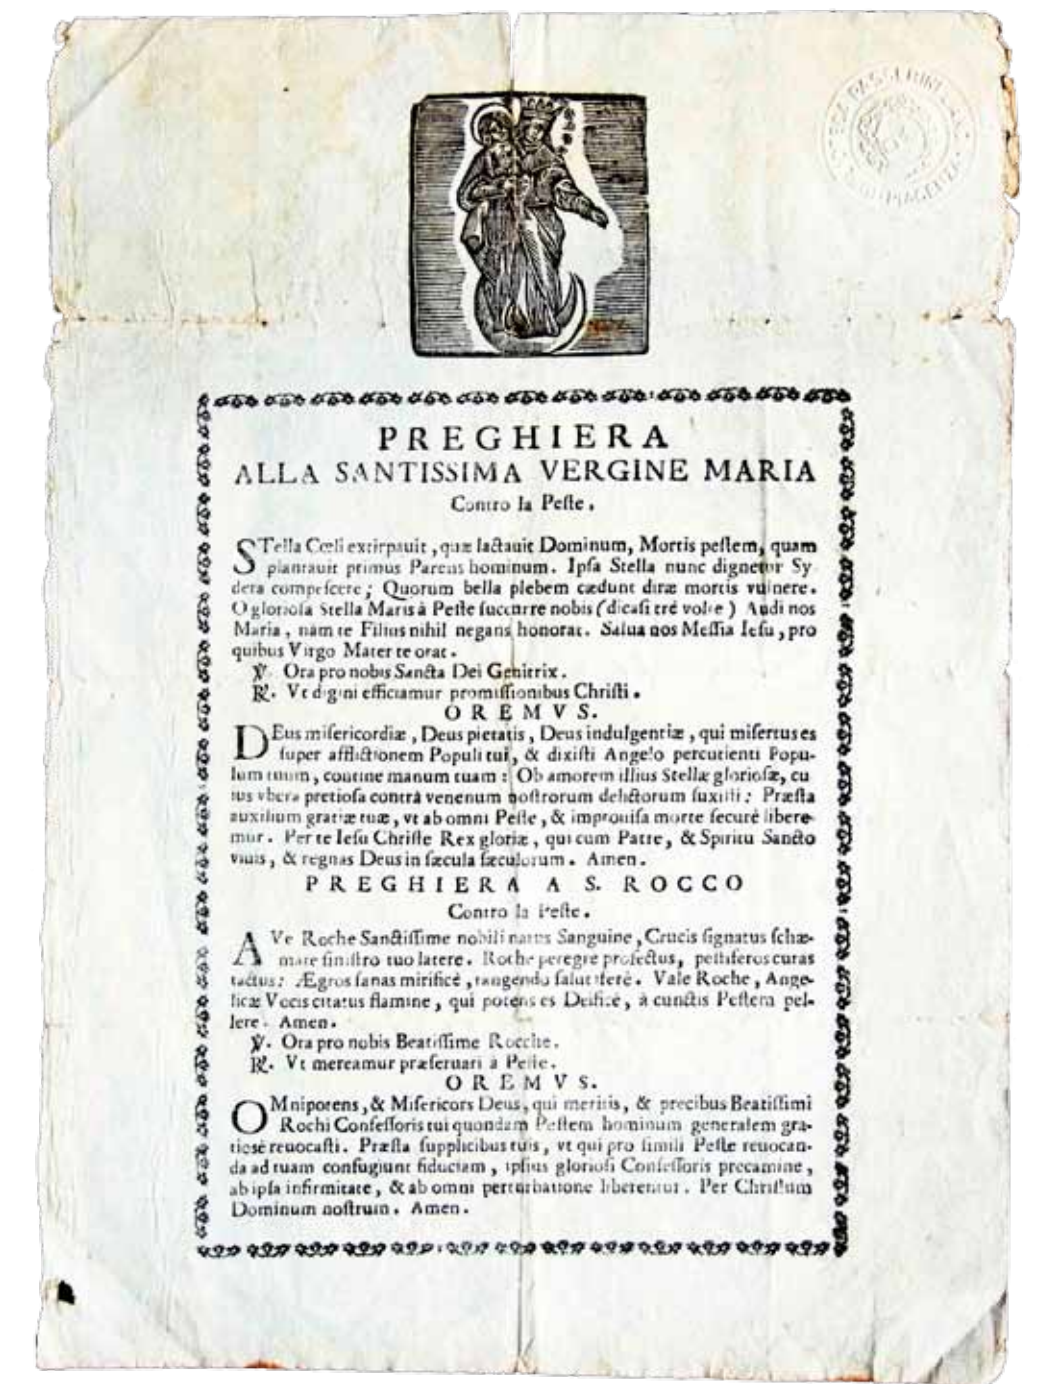 PREGHIERA
ALLA SANTISSIMA VERGINE MARIA
Contro la Peſte.
STella Cœli extirpauit, quæ lactauit Dominum, Mortis peſtem, quam
plantauit primus Parens hominum. Ipſa Stella nunc dignetur Sy
dera compeſcere; Quorum bella plebem cædunt diræ mortis vulnere.
O glorioſa Stella Maris à Peſte ſuccurre nobis (dicaſi tré volte) Audi nos
Maria, nam te Filius nihil negans honorat. Salua nos Meſſia Ieſu, pro
quibus Virgo Mater te orat.
℣. Ora pro nobis Sancta Dei Genitrix.
℟. Vt digini efficiamur promiſſionibus Chriſti.
OREMVS.
DEus miſericordiæ, Deus pietatis, Deus indulgentiæ, qui miſertus es
ſuper afflictionem Populi tui, & dixiſti Angelo percutienti Popu-
lum tuum, contine manum tuam: Ob amorem illius Stellæ glorioſæ, cu
ius vbera pretioſa contrà venenum noſtrorum delictorum ſuxiſti: Præſta
auxilium gratiæ tuæ, vt ab omni Peſte, & improuiſa morte ſecuré libere-
mur. Per te Ieſu Chriſte Rex gloriæ, qui cum Patre, & Spiritu Sancto
viuis, & regnas Deus in ſæcula ſæculorum. Amen.
PREGHIERA A S. ROCCO
Contro la Peſte.
AVe Roche Sanctiſſime nobili natus Sanguine, Crucis ſignatus ſchæ-
mate ſiniſtro tuo latere. Roche peregre profectus, peſtiferos curas
tactus: Ægros ſanas mirificé, tangendo ſalutiferé. Vale Roche, Ange-
licæ Vocis citatus flamine, qui potens es Deificé, à cunctis Peſtem pel-
lere. Amen.
℣. Ora pro nobis Beatiſſime Rocche.
℟. Vt mereamur præſeruari à Peſte.
OREMVS.
OMnipotens, & Miſericors Deus, qui meritis, & precibus Beatiſſimi
Rochi Confeſſoris tui quondam Peſtem hominum generalem gra-
tiosé reuocaſti. Præſta ſupplicibus tuis, vt qui pro ſimili Peſte reuocan-
da ad tuam confugiunt fiduciam, ipſius glorioſi Confeſſoris precamine,
ab ipſa infirmitate, & ab omni perturbatione liberentur. Per Chriſtum
Dominum noſtrum. Amen.